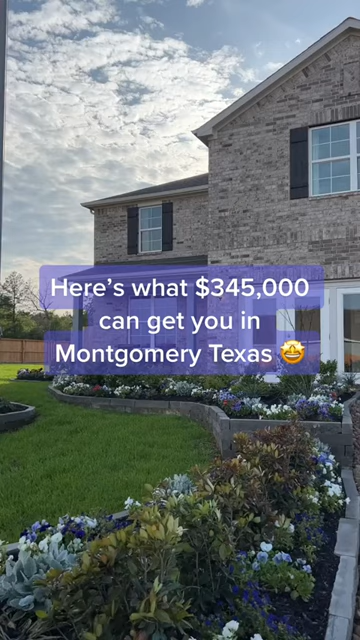 Here’s what $345,000
can get you in
Montgomery Texas 🤩